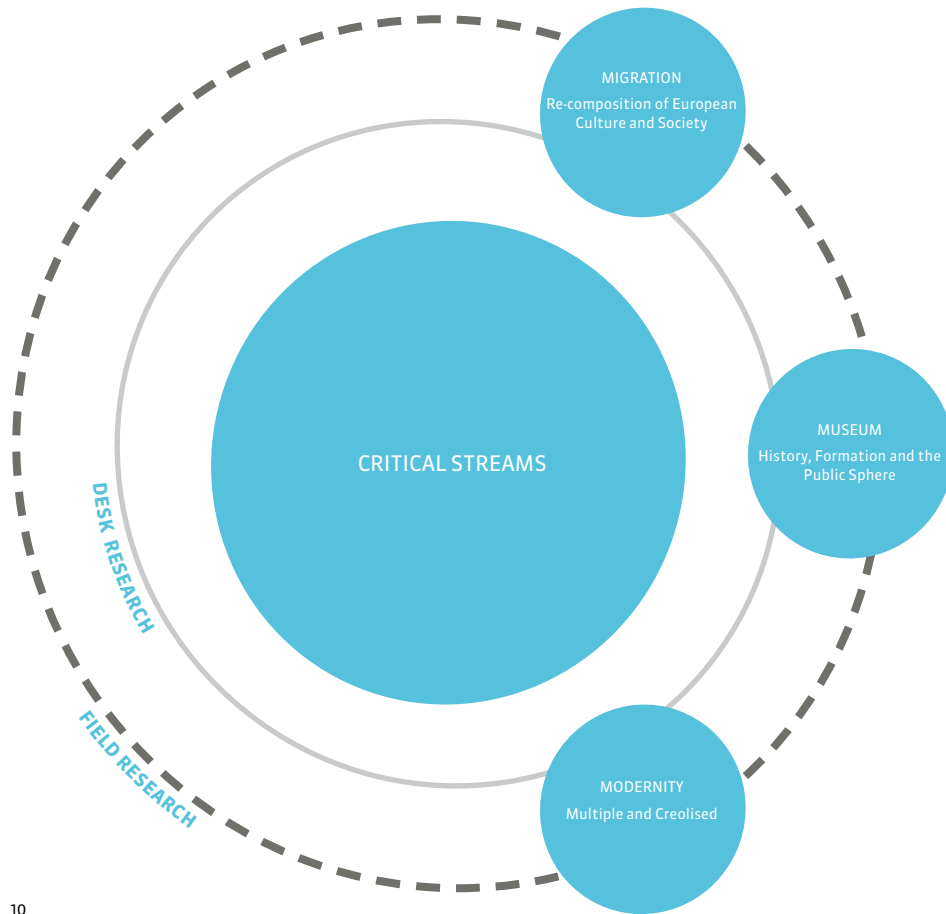 MIGRATION
Re-composition of European
Culture and Society
MUSEUM
History, Formation and the
Public Sphere
CRITICAL STREAMS
DESK RESEARCH
FIELD RESEARCH
MODERNITY
Multiple and Creolised
10